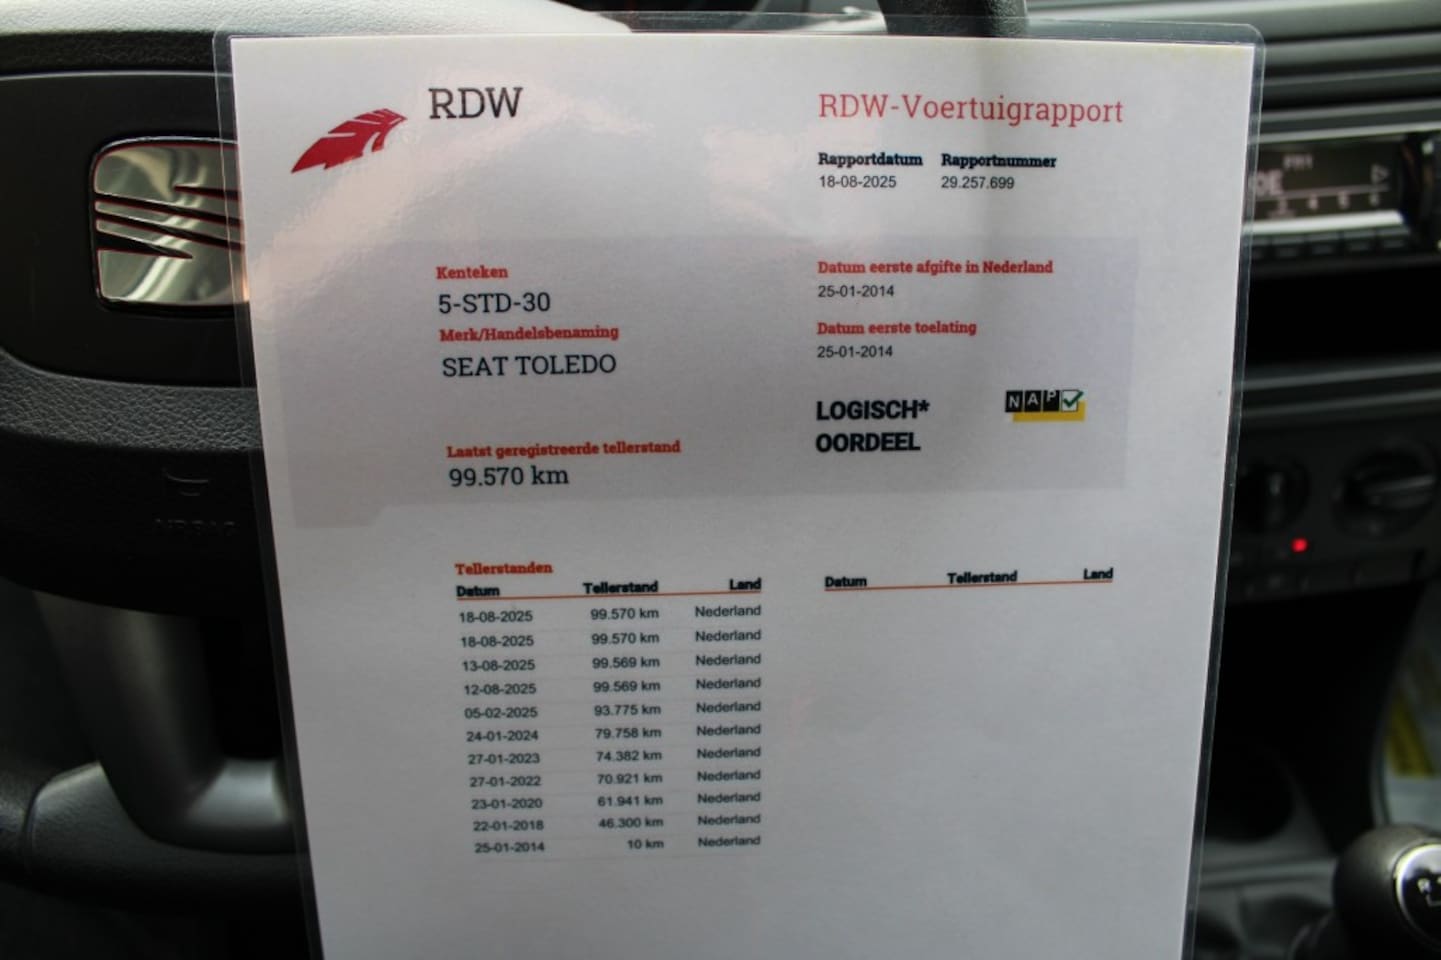 RDW
RDW-Voertuigrapport
Rapportdatum Rapportnummer
18-08-2025 29.257.699
Kenteken
5-STD-30
Merk/Handelsbenaming
SEAT TOLEDO
Laatst geregistreerde tellerstand
99.570 km
Datum eerste afgifte in Nederland
25-01-2014
Datum eerste toelating
25-01-2014
LOGISCH*
OORDEEL
NAP
Tellerstanden
Datum Tellerstand Land
18-08-2025 99.570 km Nederland
18-08-2025 99.570 km Nederland
13-08-2025 99.569 km Nederland
12-08-2025 99.569 km Nederland
05-02-2025 93.775 km Nederland
24-01-2024 79.758 km Nederland
27-01-2023 74.382 km Nederland
27-01-2022 70.921 km Nederland
23-01-2020 61.941 km Nederland
22-01-2018 46.300 km Nederland
25-01-2014 10 km Nederland
Datum Tellerstand Land